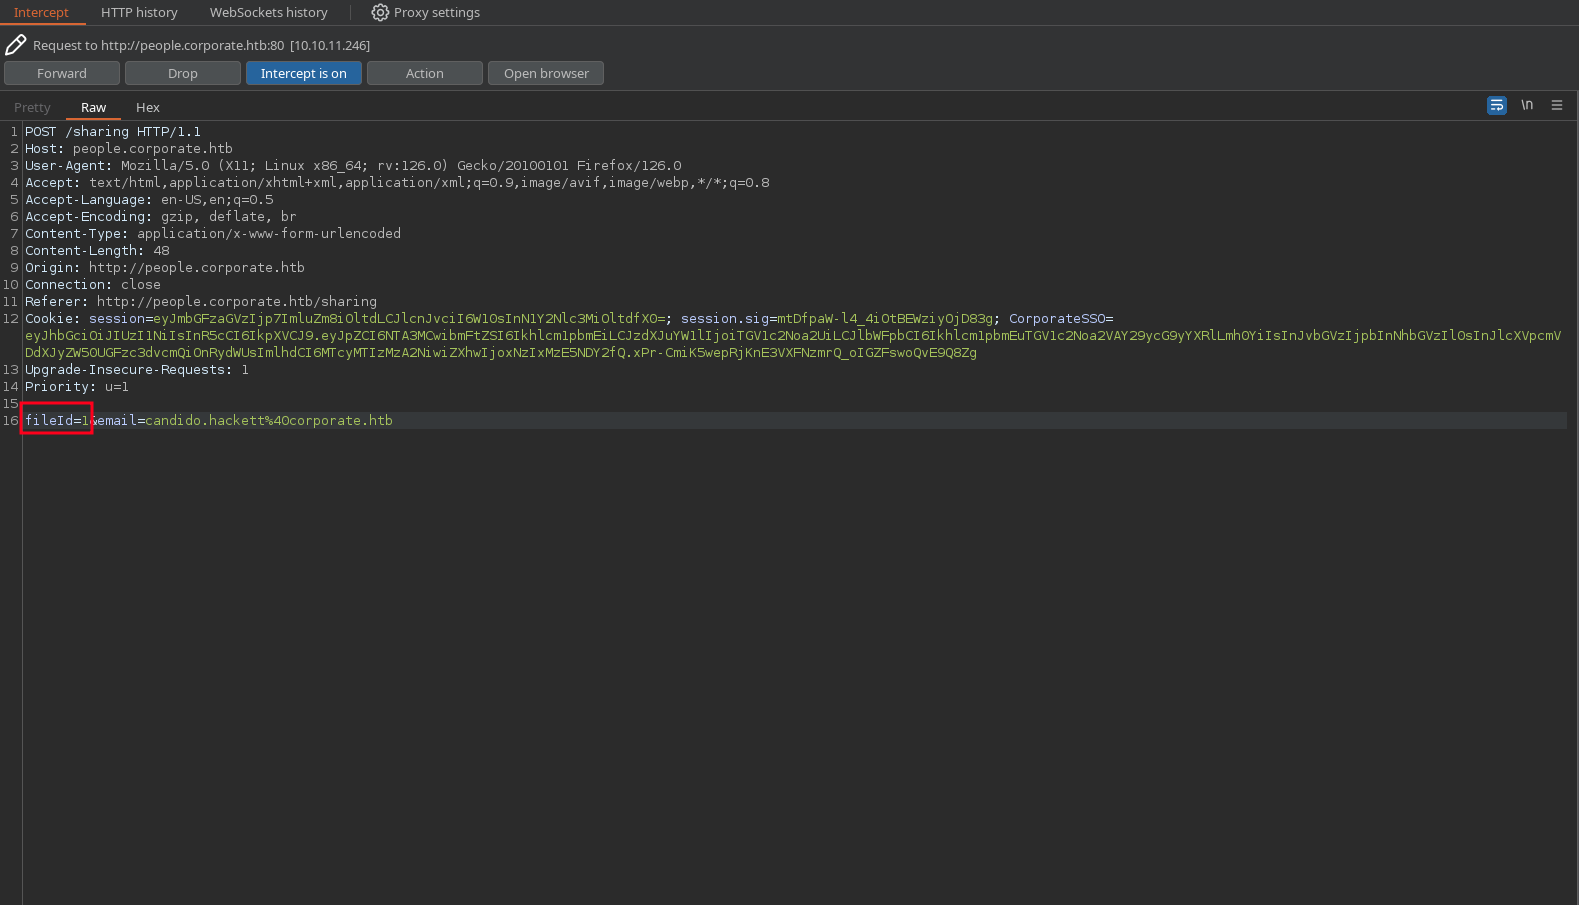 Intercept HTTP history WebSockets history Proxy settings
Request to http://people.corporate.htb:80 [10.10.11.246]
Forward Drop Intercept is on Action Open browser
Pretty Raw Hex \n
1 POST /sharing HTTP/1.1
2 Host: people.corporate.htb
3 User-Agent: Mozilla/5.0 (X11; Linux x86_64; rv:126.0) Gecko/20100101 Firefox/126.0
4 Accept: text/html,application/xhtml+xml,application/xml;q=0.9,image/avif,image/webp,*/*;q=0.8
5 Accept-Language: en-US,en;q=0.5
6 Accept-Encoding: gzip, deflate, br
7 Content-Type: application/x-www-form-urlencoded
8 Content-Length: 48
9 Origin: http://people.corporate.htb
10 Connection: close
11 Referer: http://people.corporate.htb/sharing
12 Cookie: session=eyJmbGFzaGVzIjp7ImluZm8iOltdLCJlcnJvciI6W10sInN1Y2Nlc3MiOltdfX0=; session.sig=mtDfpaW-l4_4iOtBEWziyOjD83g; CorporateSSO=
eyJhbGciOiJIUzI1NiIsInR5cCI6IkpXVCJ9.eyJpZCI6NTA3MCwibmFtZSI6Ikhlcm1pbmEiLCJzdXJuYW1lIjoiTGV1c2Noa2UiLCJlbWFpbCI6Ikhlcm1pbmEuTGV1c2Noa2VAY29ycG9yYXRlLmh0YiIsInJvbGVzIjpbInNhbGVzIl0sInJlcXVpcmV
DdXJyZW50UGFzc3dvcmQiOnRydWUsImlhdCI6MTcyMTIzMzA2NiwiZXhwIjoxNzIxMzE5NDY2fQ.xPr-CmiK5wepRjKnE3VXFNzmrQ_oIGZFswoQvE9Q8Zg
13 Upgrade-Insecure-Requests: 1
14 Priority: u=1
15
16 fileId=1&email=candido.hackett%40corporate.htb